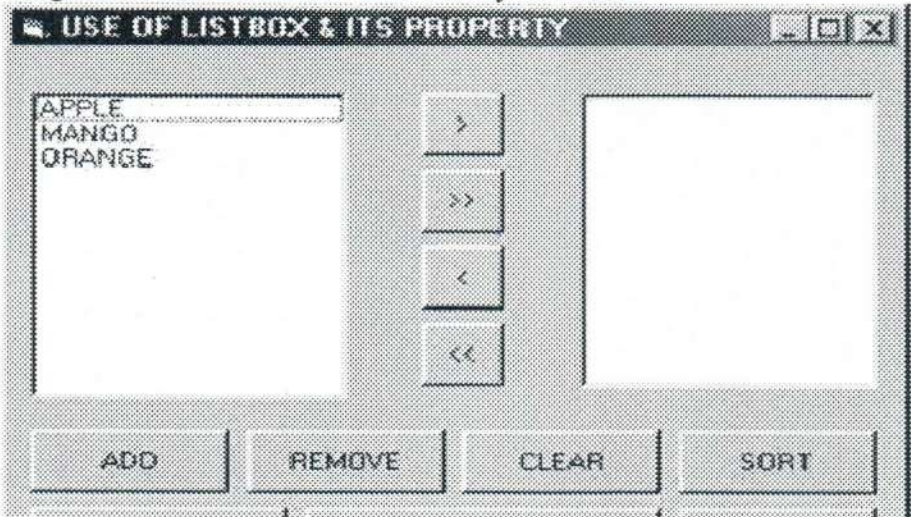 USE OF LISTBOX & ITS PROPERTY
APPLE
MANGO
ORANGE
>
>>
<
<<
ADD REMOVE CLEAR SORT